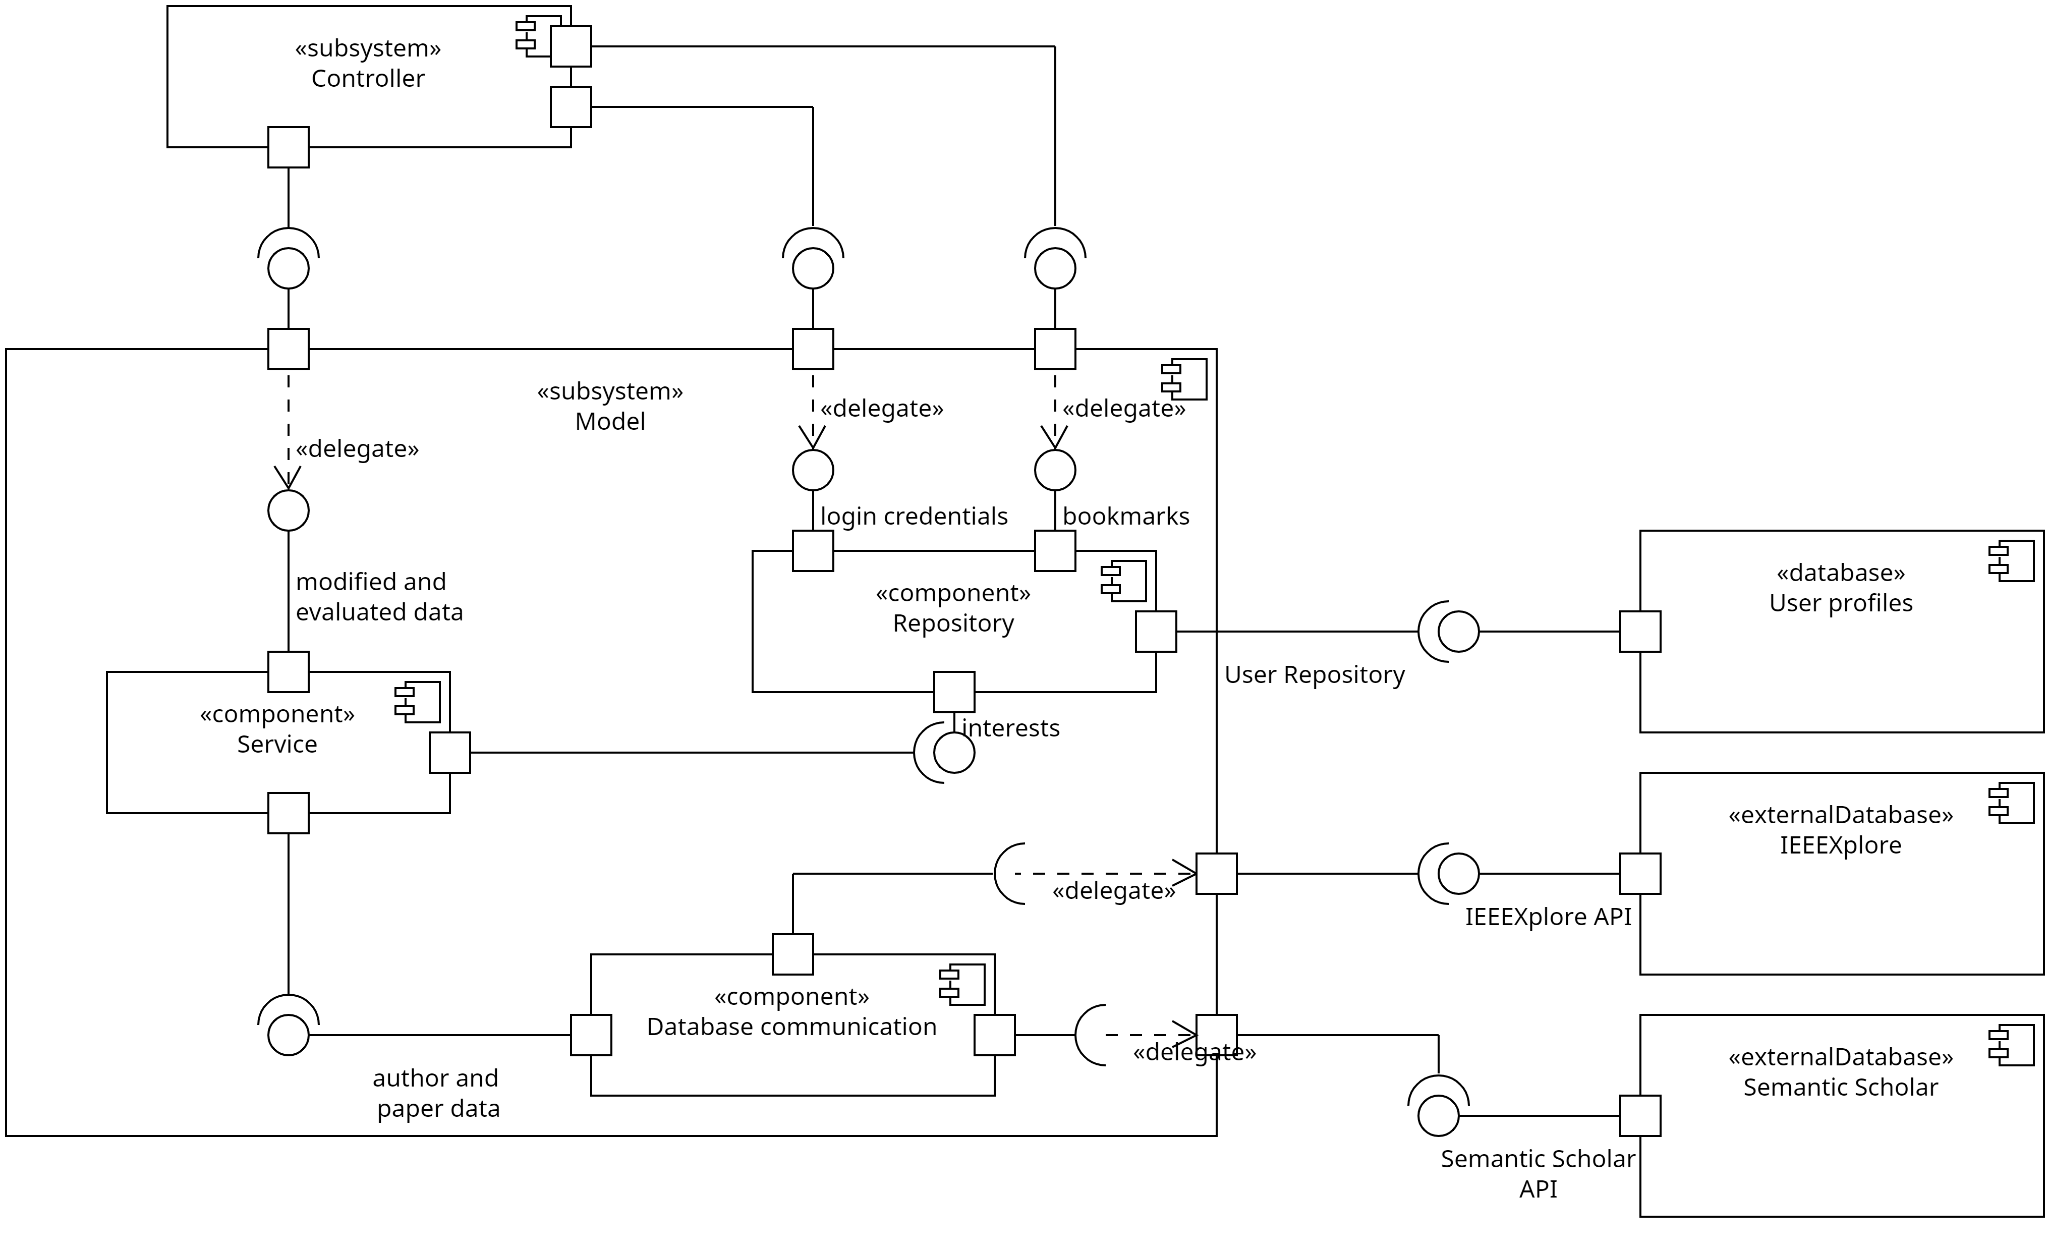 «subsystem»
Controller
«subsystem»
Model
«delegate»
«delegate»
«delegate»
login credentials
bookmarks
modified and
evaluated data
«component»
Repository
«database»
User profiles
User Repository
«component»
Service
interests
«externalDatabase»
IEEEXplore
«delegate»
IEEEXplore API
«component»
Database communication
«delegate»
«externalDatabase»
Semantic Scholar
author and
paper data
Semantic Scholar
API